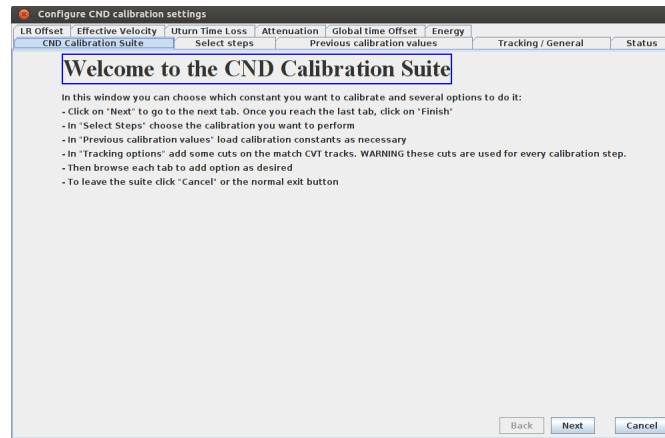 Configure CND calibration settings
LR Offset Effective Velocity Uturn Time Loss Attenuation Global time Offset Energy
CND Calibration Suite Select steps Previous calibration values Tracking / General Status
Welcome to the CND Calibration Suite
In this window you can choose which constant you want to calibrate and several options to do it:
- Click on "Next" to go to the next tab. Once you reach the last tab, click on "Finish"
- In "Select Steps" choose the calibration you want to perform
- In "Previous calibration values" load calibration constants as necessary
- In "Tracking options" add some cuts on the match CVT tracks. WARNING these cuts are used for every calibration step.
- Then browse each tab to add option as desired
- To leave the suite click "Cancel" or the normal exit button
Back Next Cancel